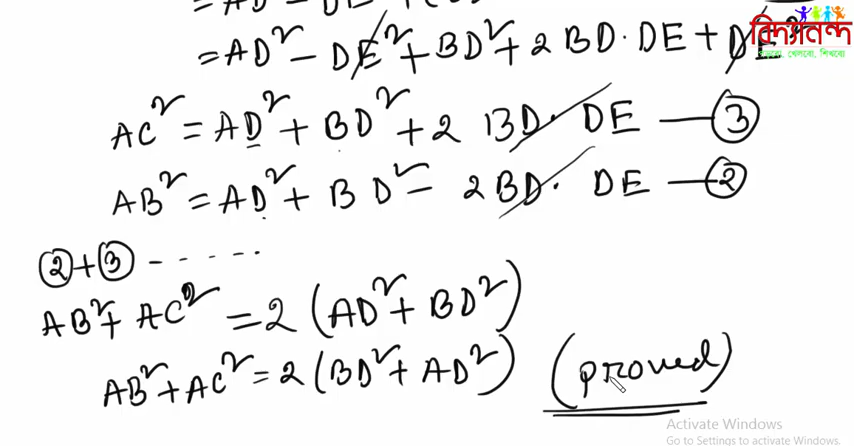 = AD² - DE² + BD² + 2 BD · DE + DE²
বিদ্যানন্দ
AC² = AD² + BD² + 2 BD · DE — ③
AB² = AD² + BD² - 2 BD · DE — ②
② + ③ - - - - - -
AB² + AC² = 2 (AD² + BD²)
AB² + AC² = 2 (BD² + AD²) (proved)
Activate Windows
Go to Settings to activate Windows.